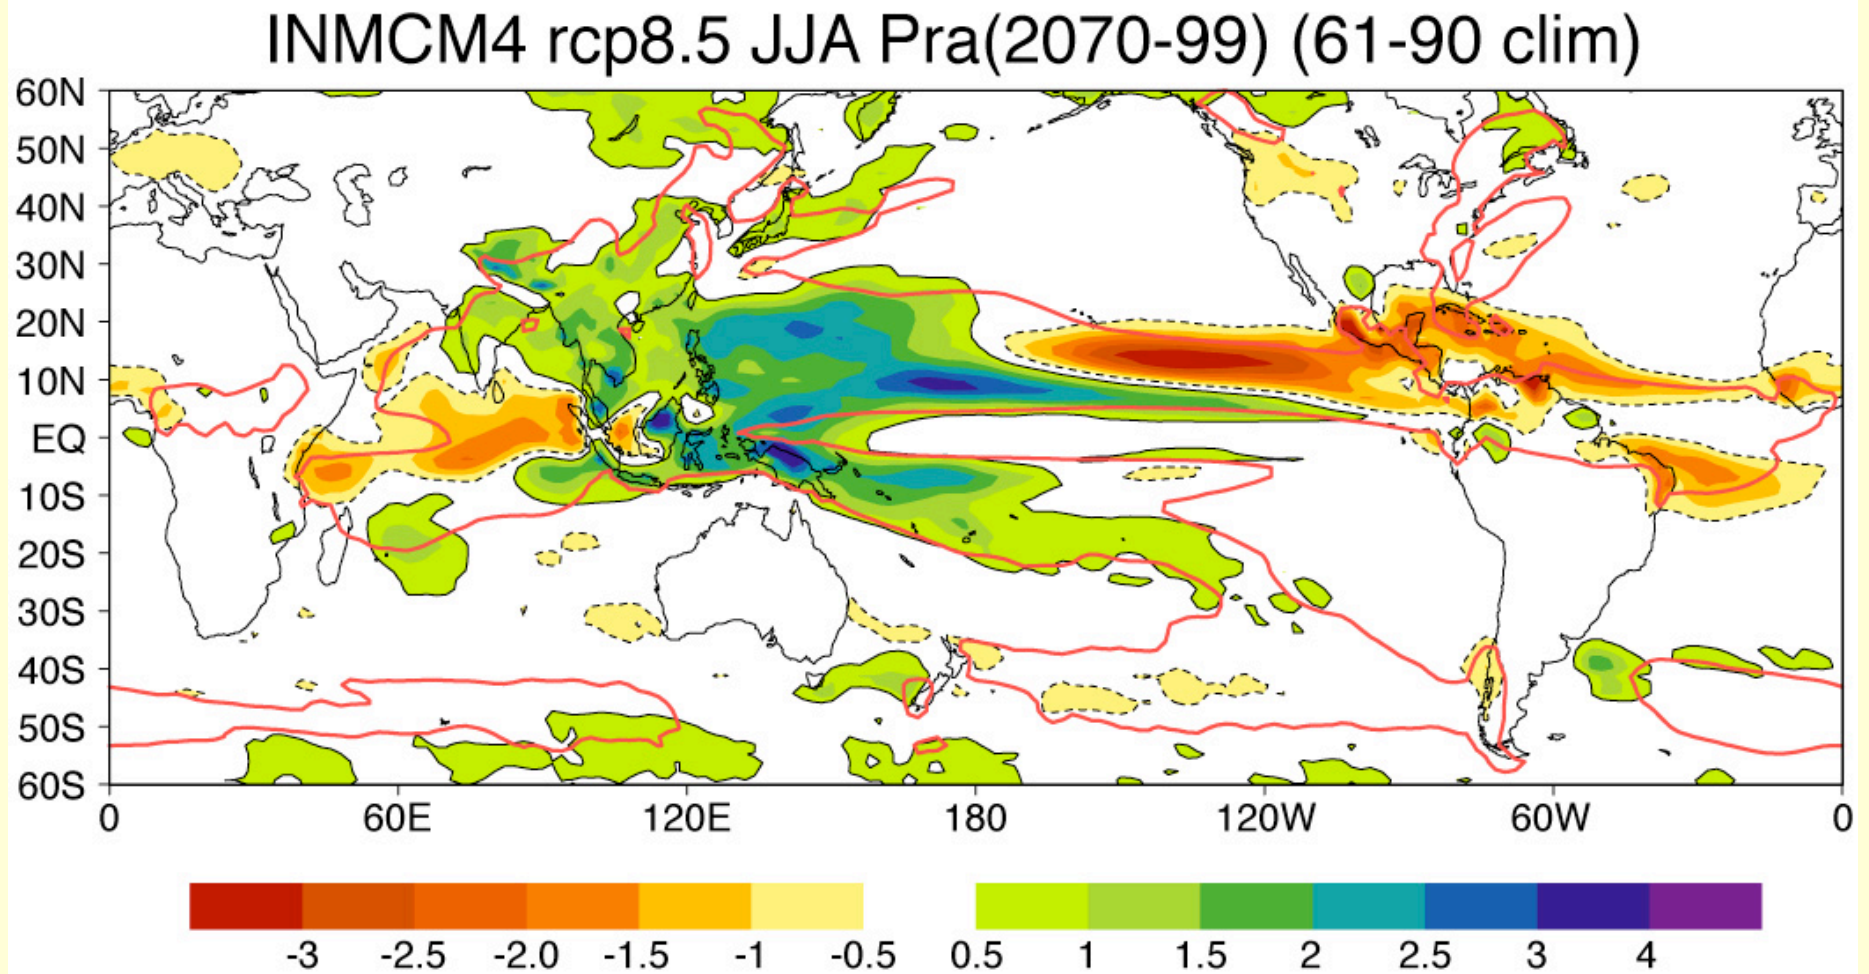 INMCM4 rcp8.5 JJA Pra(2070-99) (61-90 clim)
60N
50N
40N
30N
20N
10N
EQ
10S
20S
30S
40S
50S
60S
0 60E 120E 180 120W 60W 0
-3 -2.5 -2.0 -1.5 -1 -0.5 0.5 1 1.5 2 2.5 3 4